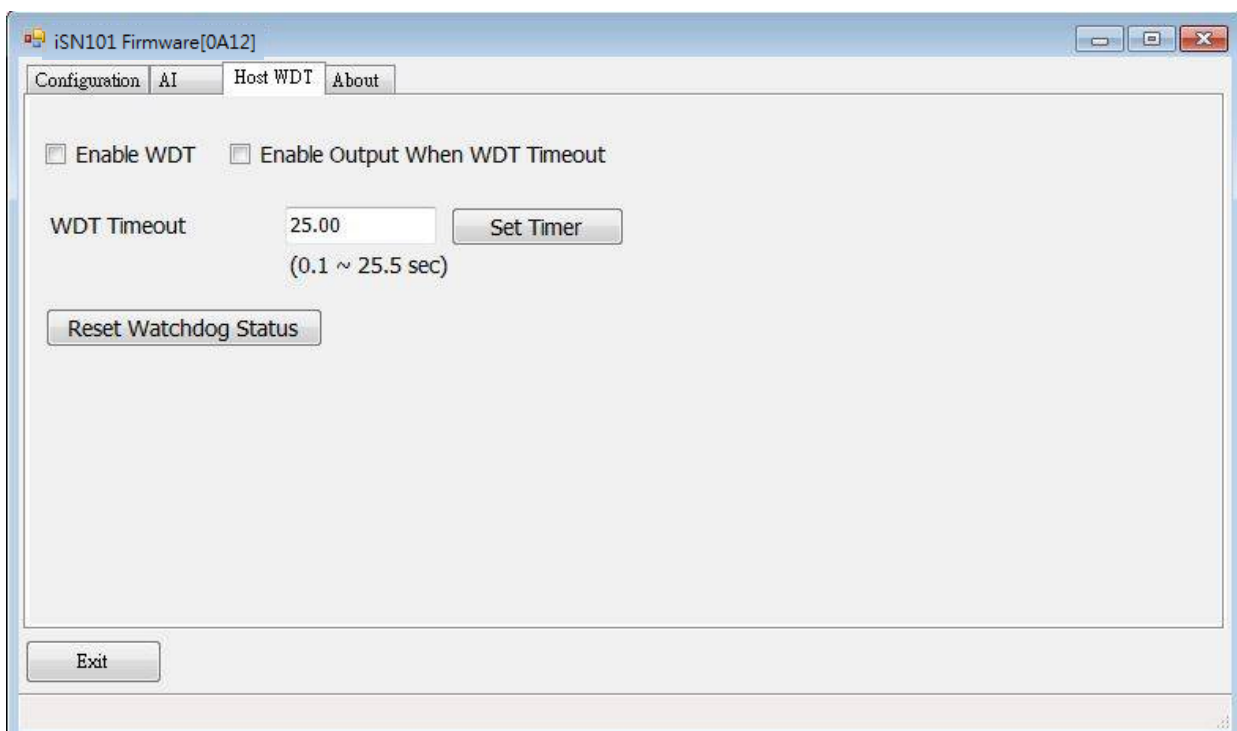 iSN101 Firmware[0A12]
Configuration AI Host WDT About
Enable WDT Enable Output When WDT Timeout
WDT Timeout 25.00 Set Timer
(0.1 ~ 25.5 sec)
Reset Watchdog Status
Exit